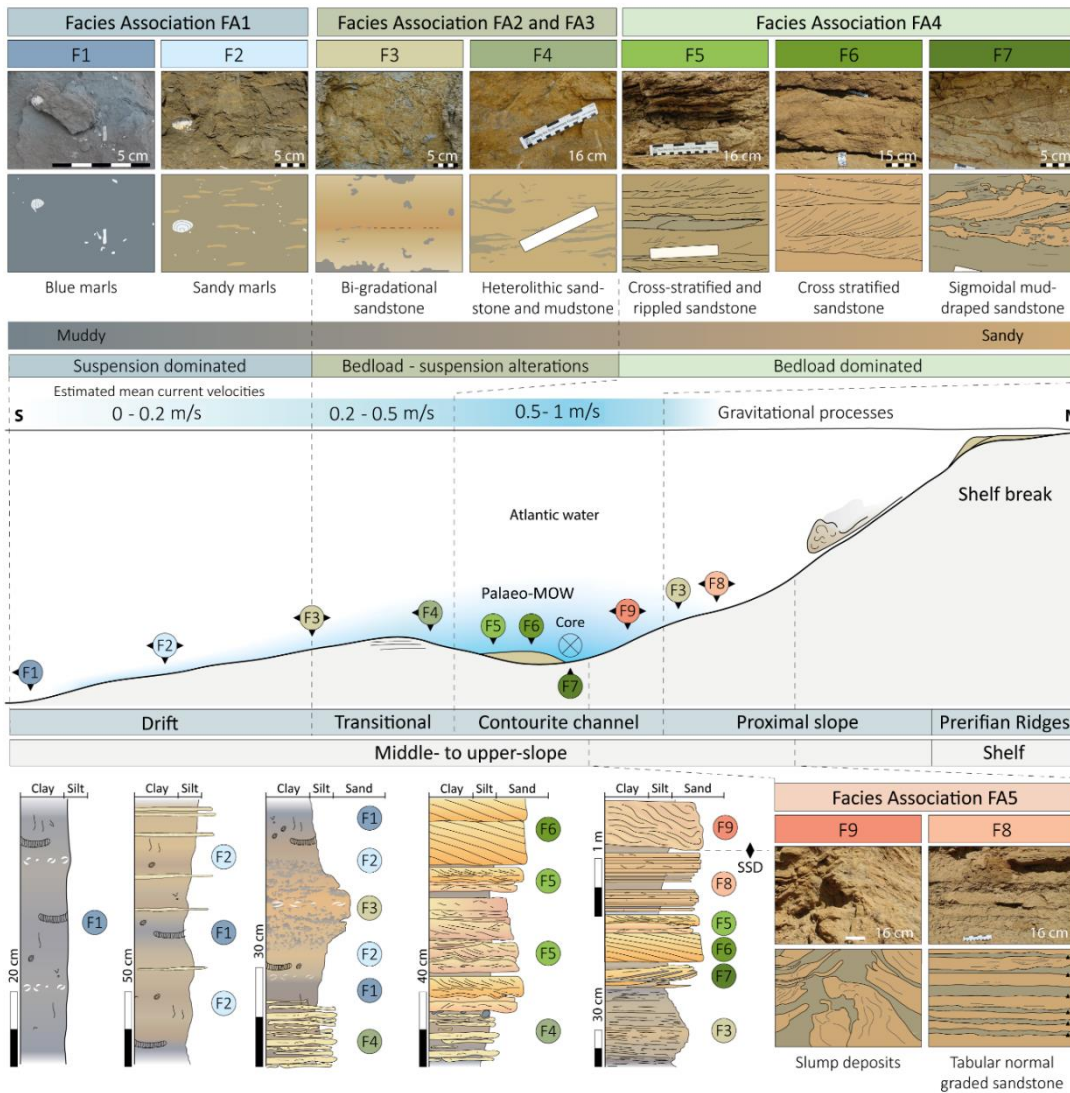 Facies Association FA1
Facies Association FA2 and FA3
Facies Association FA4
F1
F2
F3
F4
F5
F6
F7
5 cm
5 cm
5 cm
16 cm
16 cm
15 cm
5 cm
Blue marls
Sandy marls
Bi-gradational
sandstone
Heterolithic sand-
stone and mudstone
Cross-stratified and
rippled sandstone
Cross stratified
sandstone
Sigmoidal mud-
draped sandstone
Muddy
Sandy
Suspension dominated
Bedload - suspension alterations
Bedload dominated
Estimated mean current velocities
S
0 - 0.2 m/s
0.2 - 0.5 m/s
0.5- 1 m/s
Gravitational processes
Shelf break
Atlantic water
Palaeo-MOW
Core
F1
F2
F3
F4
F5
F6
F7
F9
F3
F8
Drift
Transitional
Contourite channel
Proximal slope
Prerifian Ridges
Middle- to upper-slope
Shelf
Clay
Silt
20 cm
F1
Clay
Silt
50 cm
F2
F1
F2
Clay
Silt
Sand
30 cm
F1
F2
F3
F2
F1
F4
Clay
Silt
Sand
40 cm
F6
F5
F5
F4
Clay
Silt
Sand
1 m
30 cm
F9
SSD
F8
F5
F6
F7
F3
Facies Association FA5
F9
F8
16 cm
16 cm
Slump deposits
Tabular normal
graded sandstone